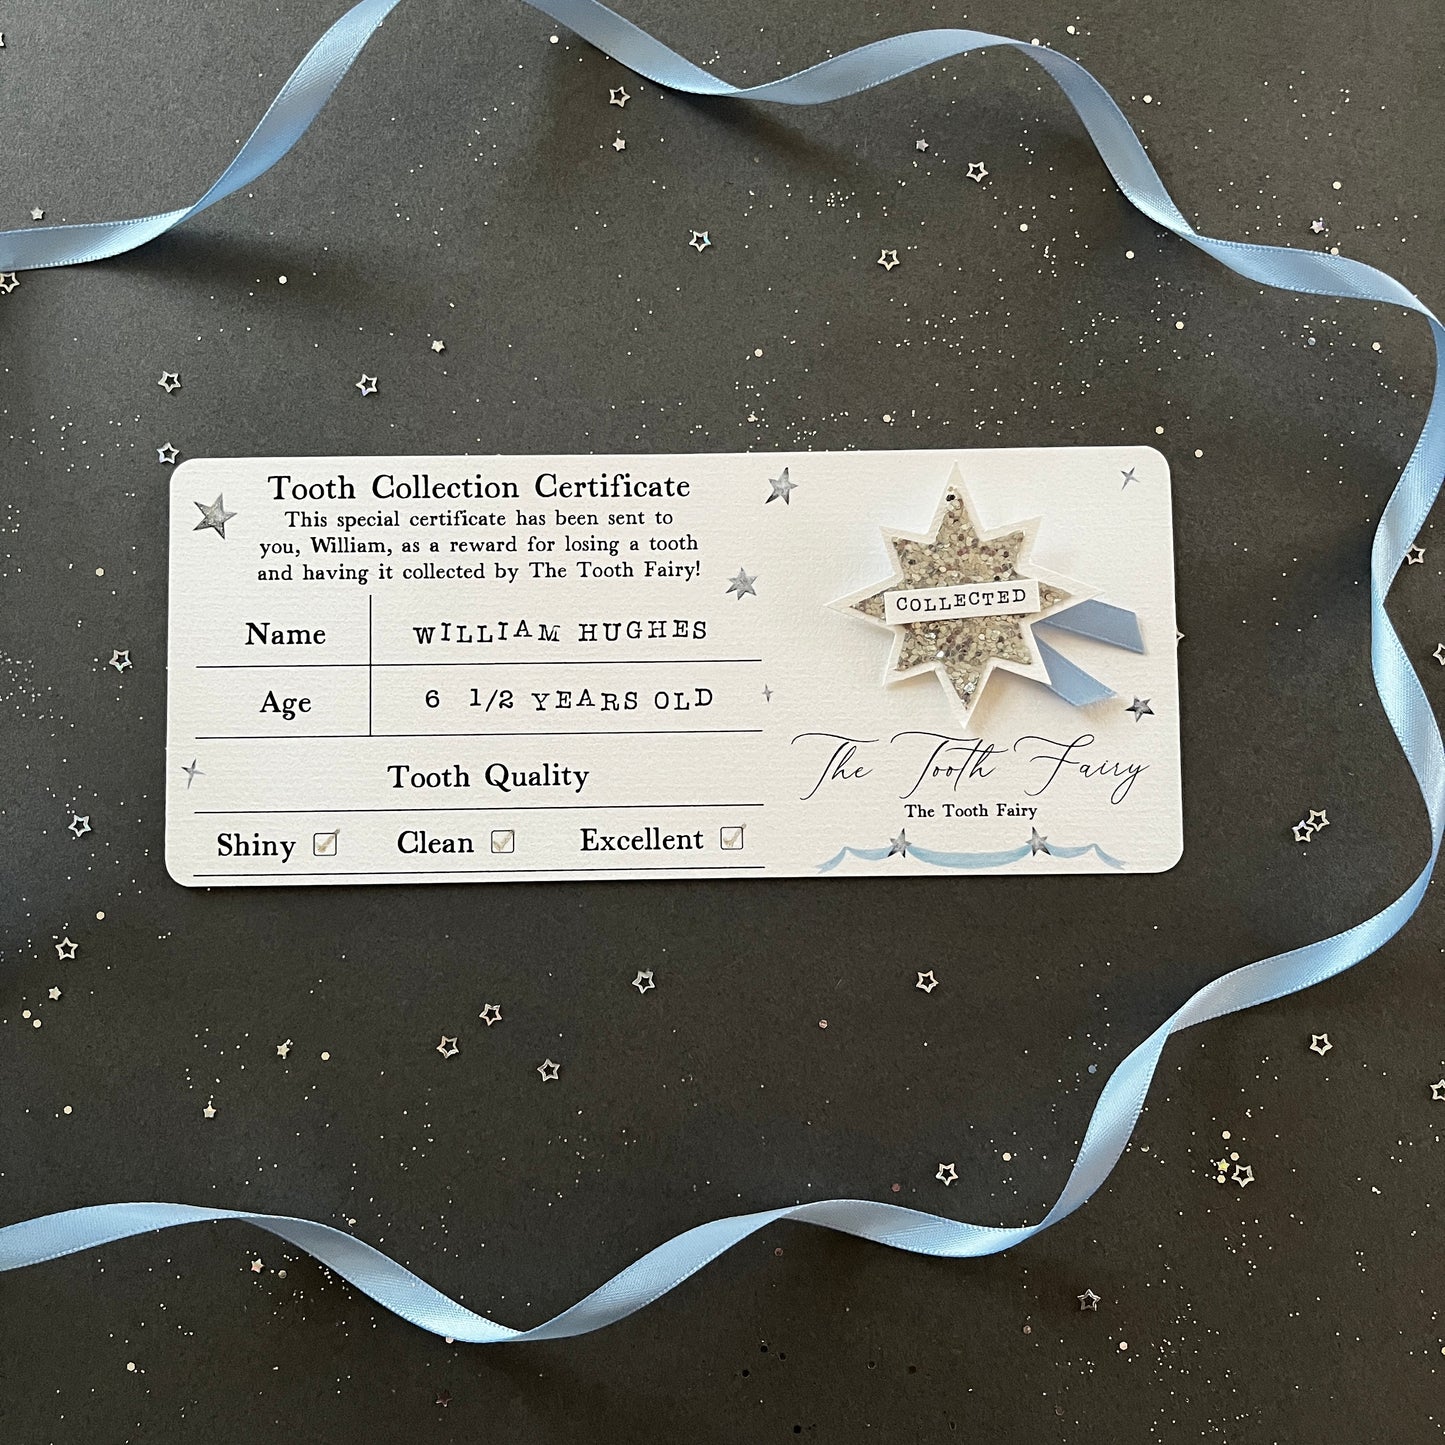 Tooth Collection Certificate
This special certificate has been sent to
you, William, as a reward for losing a tooth
and having it collected by The Tooth Fairy!
Name
WILLIAM HUGHES
Age
6 1/2 YEARS OLD
Tooth Quality
Shiny Clean Excellent
COLLECTED
The Tooth Fairy
The Tooth Fairy